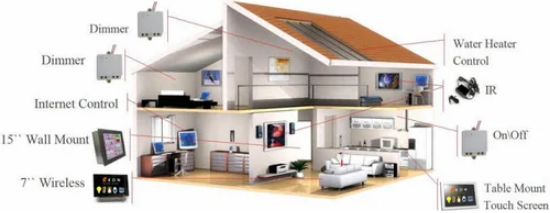 Dimmer
Dimmer
Internet Control
15`` Wall Mount
7`` Wireless
Water Heater
Control
IR
On\Off
Table Mount
Touch Screen